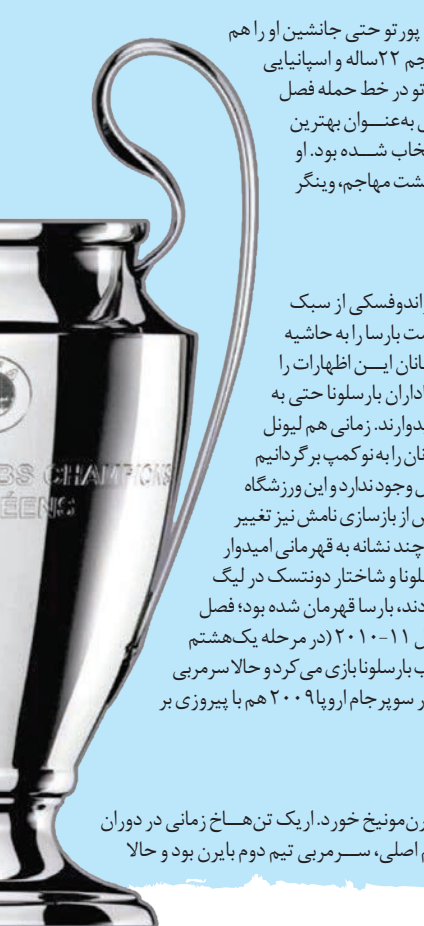 پورتو حتی جانشین او را هم
جم ۲۲ساله و اسپانیایی
تو در خط حمله فصل
به‌عنـــوان بهترین
خاب شـــده بود. او
شت مهاجم، وینگر
اندوفسکی از سبک
ست بارسا را به حاشیه
انان ایـــن اظهارات را
اداران بارسلونا حتی به
دوارند. زمانی هم لیونل
نان را به نوکمپ برگردانیم
وجود ندارد و این ورزشگاه
س از بازسازی نامش نیز تغییر
چند نشانه به قهرمانی امیدوار
سلونا و شاختار دونتسک در لیگ
دند، بارسا قهرمان شده بود؛ فصل
ل ۱۱-۲۰۱۰ (در مرحله یک‌هشتم
ب بارسلونا بازی می‌کرد و حالا سرمربی
ر سوپر جام اروپا ۲۰۰۹ هم با پیروزی بر
رن‌مونیخ خورد. اریک تن‌هـــاخ زمانی در دوران
م اصلی، ســـرمربی تیم دوم بایرن بود و حالا
BS CHAMPIONS
ÉENS